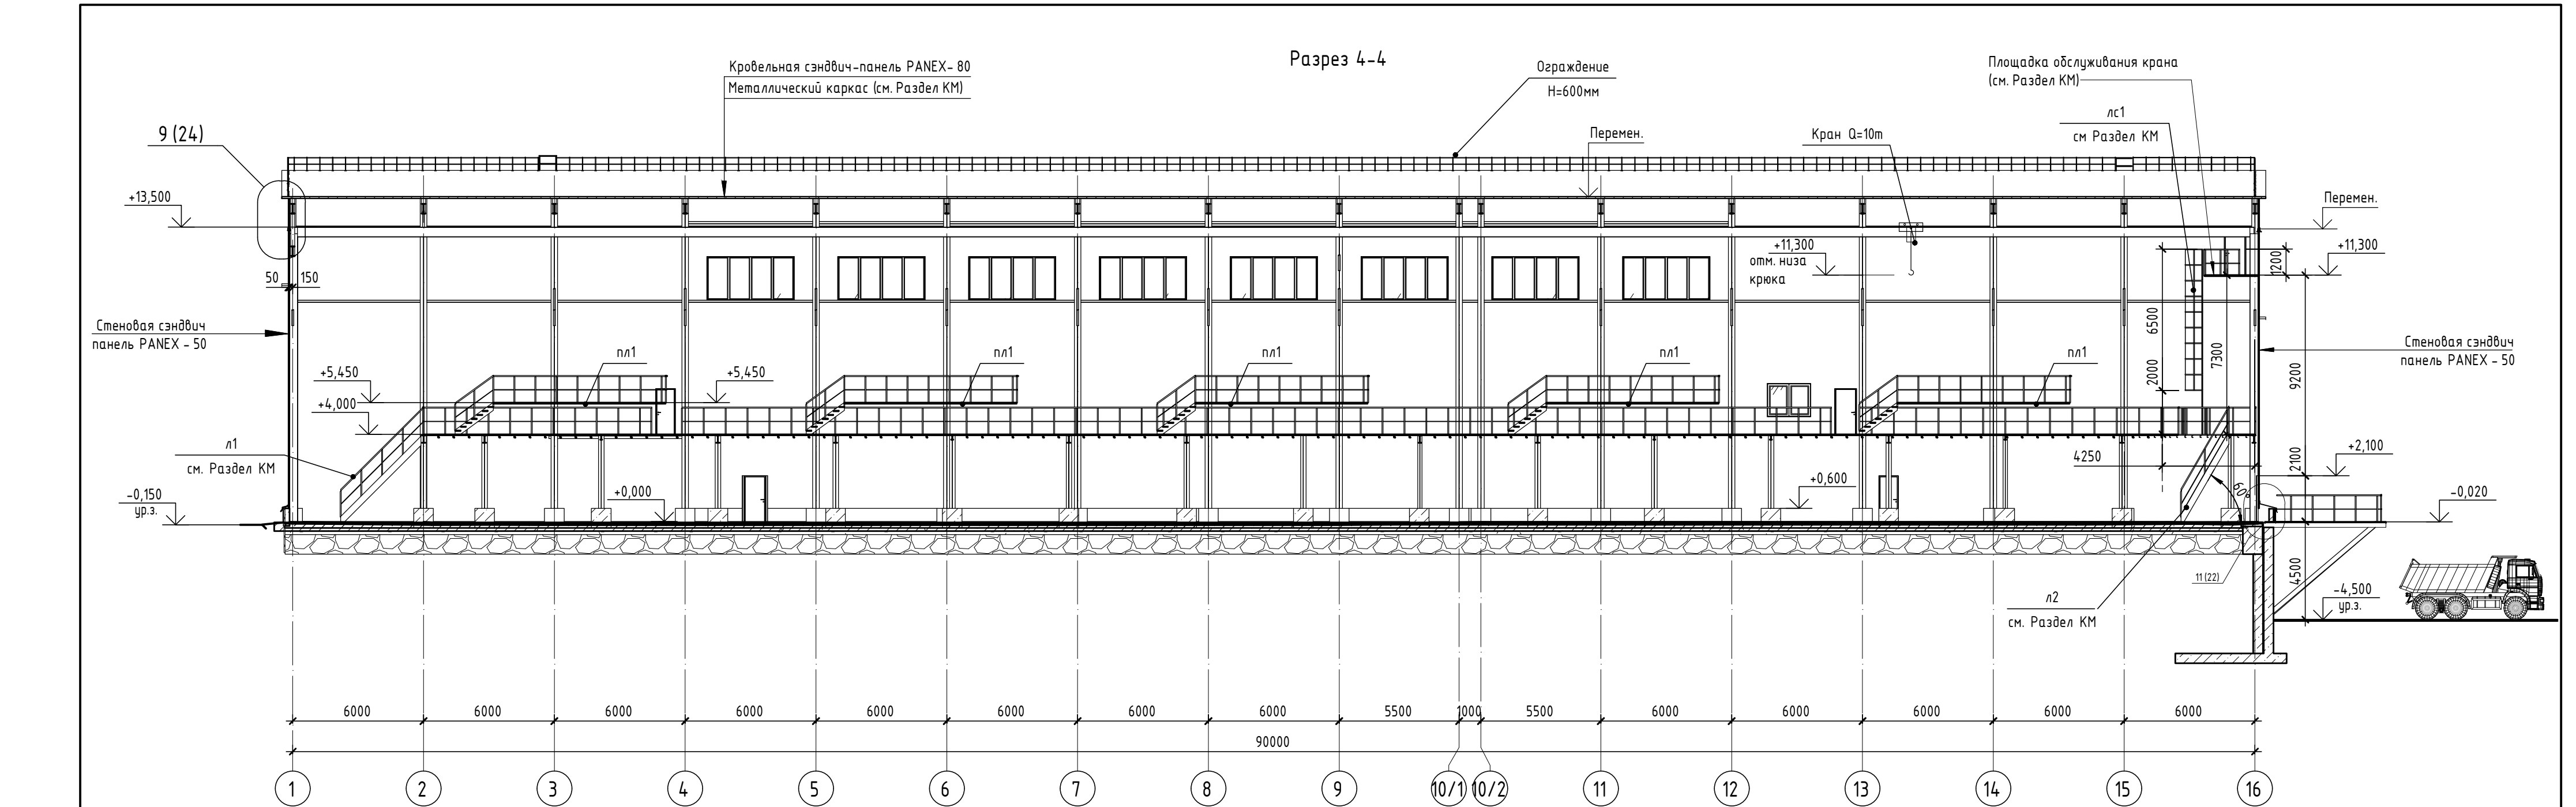 Разрез 4-4
Кровельная сэндвич-панель PANEX- 80
Металлический каркас (см. Раздел КМ)
Ограждение
Н=600мм
Площадка обслуживания крана
(см. Раздел КМ)
лс1
см Раздел КМ
9 (24)
Перемен.
Кран Q=10т
+13,500
Перемен.
+11,300
отм. низа
крюка
1200
+11,300
50
150
Стеновая сэндвич
панель PANEX - 50
6500
2000
7300
9200
Стеновая сэндвич
панель PANEX - 50
пл1
пл1
пл1
пл1
пл1
+5,450
+5,450
+4,000
л1
см. Раздел КМ
4250
2100
+2,100
-0,150
ур.з.
+0,000
+0,600
60°
-0,020
11 (22)
4500
-4,500
ур.з.
л2
см. Раздел КМ
6000
6000
6000
6000
6000
6000
6000
6000
5500
1000
5500
6000
6000
6000
6000
6000
90000
1
2
3
4
5
6
7
8
9
10/1
10/2
11
12
13
14
15
16